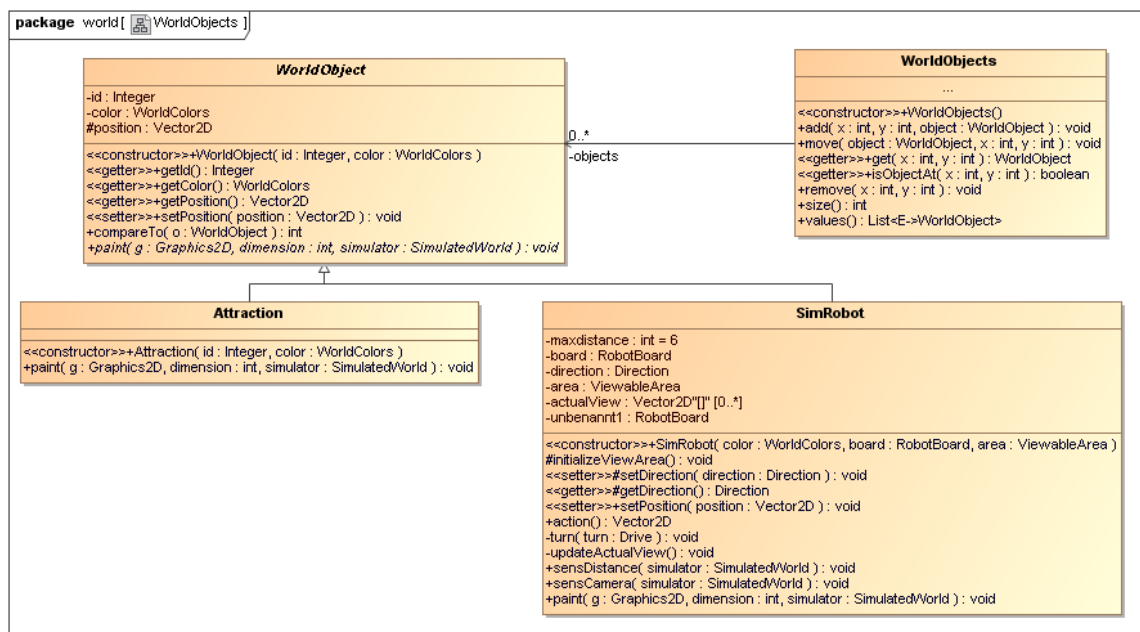 package world[ WorldObjects ]
WorldObject
-id : Integer
-color : WorldColors
#position : Vector2D
<<constructor>>+WorldObject( id : Integer, color : WorldColors )
<<getter>>+getId() : Integer
<<getter>>+getColor() : WorldColors
<<getter>>+getPosition() : Vector2D
<<setter>>+setPosition( position : Vector2D ) : void
+compareTo( o : WorldObject ) : int
+paint( g : Graphics2D, dimension : int, simulator : SimulatedWorld ) : void
0..*
-objects
WorldObjects
...
<<constructor>>+WorldObjects()
+add( x : int, y : int, object : WorldObject ) : void
+move( object : WorldObject, x : int, y : int ) : void
<<getter>>+get( x : int, y : int ) : WorldObject
<<getter>>+isObjectAt( x : int, y : int ) : boolean
+remove( x : int, y : int ) : void
+size() : int
+values() : List<E->WorldObject>
Attraction
<<constructor>>+Attraction( id : Integer, color : WorldColors )
+paint( g : Graphics2D, dimension : int, simulator : SimulatedWorld ) : void
SimRobot
-maxdistance : int = 6
-board : RobotBoard
-direction : Direction
-area : ViewableArea
-actualView : Vector2D"[]" [0..*]
-unbenannt1 : RobotBoard
<<constructor>>+SimRobot( color : WorldColors, board : RobotBoard, area : ViewableArea )
#initializeViewArea() : void
<<setter>>#setDirection( direction : Direction ) : void
<<getter>>#getDirection() : Direction
<<setter>>+setPosition( position : Vector2D ) : void
+action() : Vector2D
-turn( turn : Drive ) : void
-updateActualView() : void
+sensDistance( simulator : SimulatedWorld ) : void
+sensCamera( simulator : SimulatedWorld ) : void
+paint( g : Graphics2D, dimension : int, simulator : SimulatedWorld ) : void